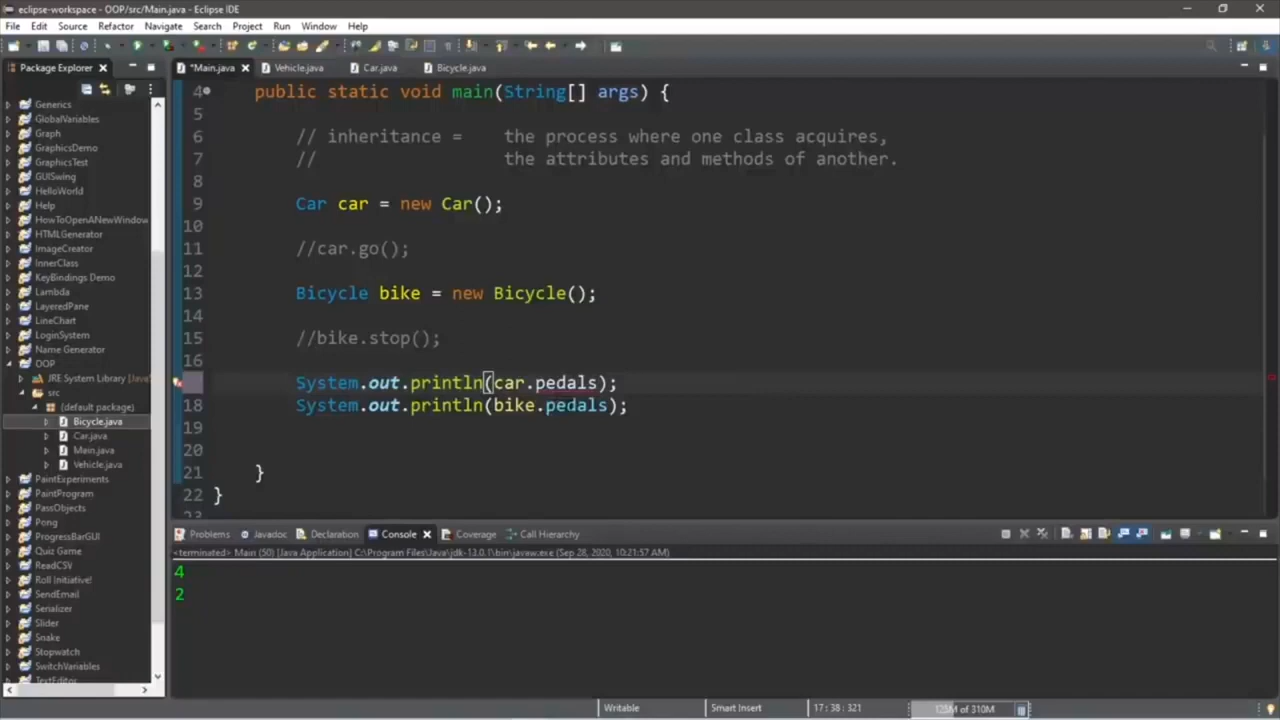 eclipse-workspace - OOP/src/Main.java - Eclipse IDE
File Edit Source Refactor Navigate Search Project Run Window Help
Package Explorer
*Main.java Vehicle.java Car.java Bicycle.java
Generics
GlobalVariables
Graph
GraphicsDemo
GraphicsTest
GUISwing
HelloWorld
Help
HowToOpenANewWindow
HTMLGenerator
ImageCreator
InnerClass
KeyBindings Demo
Lambda
LayeredPane
LineChart
LoginSystem
Name Generator
OOP
JRE System Library [Java
src
(default package)
Bicycle.java
Car.java
Main.java
Vehicle.java
PaintExperiments
PaintProgram
PassObjects
Pong
ProgressBarGUI
Quiz Game
ReadCSV
Roll Initiative!
SendEmail
Serializer
Slider
Snake
Stopwatch
SwitchVariables
TextEditor
4 public static void main(String[] args) {
5
6 // inheritance = the process where one class acquires,
7 // the attributes and methods of another.
8
9 Car car = new Car();
10
11 //car.go();
12
13 Bicycle bike = new Bicycle();
14
15 //bike.stop();
16
System.out.println(car.pedals);
18 System.out.println(bike.pedals);
19
20
21 }
22 }
23
Problems Javadoc Declaration Console Coverage Call Hierarchy
<terminated> Main (50) [Java Application] C:\Program Files\Java\jdk-13.0.1\bin\javaw.exe (Sep 28, 2020, 10:21:57 AM)
4
2
Writable Smart Insert 17 : 38 : 321